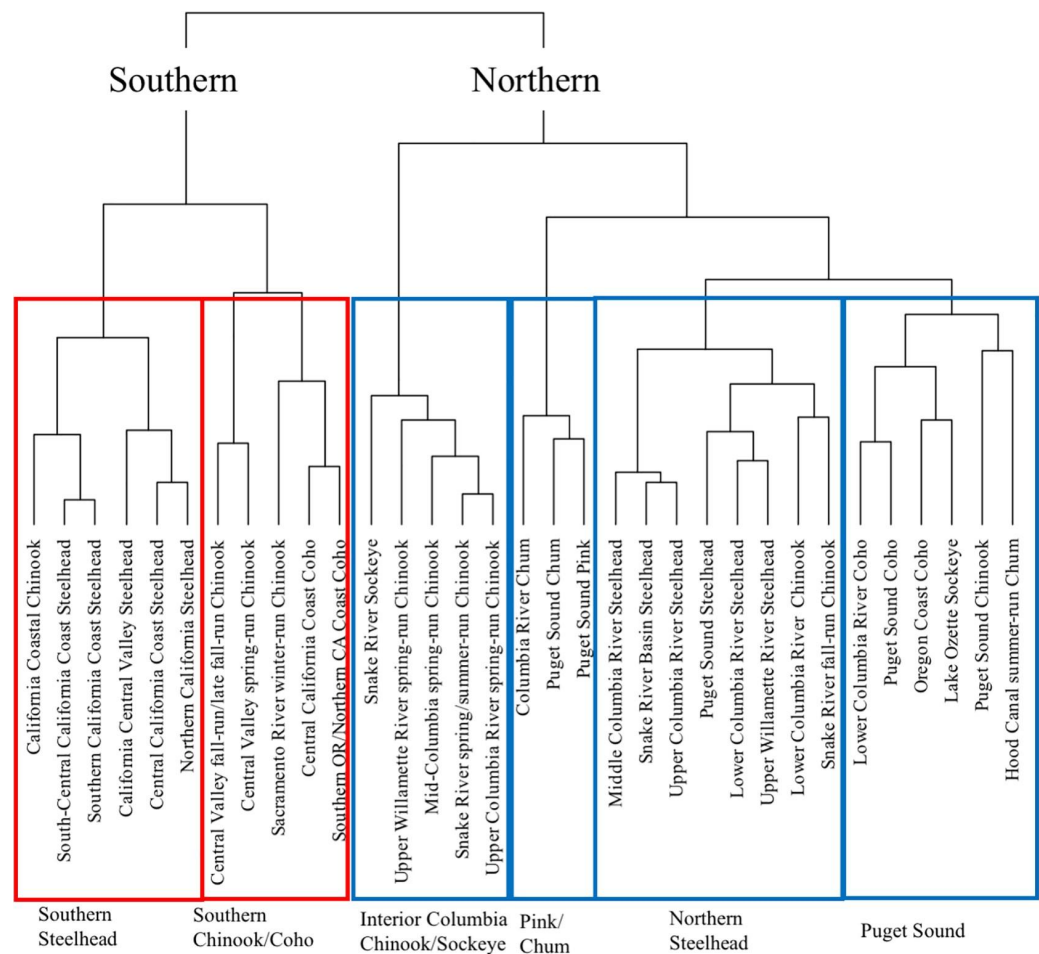 Southern
Northern
California Coastal Chinook
South-Central California Coast Steelhead
Southern California Coast Steelhead
California Central Valley Steelhead
Central California Coast Steelhead
Northern California Steelhead
Central Valley fall-run/late fall-run Chinook
Central Valley spring-run Chinook
Sacramento River winter-run Chinook
Central California Coast Coho
Southern OR/Northern CA Coast Coho
Snake River Sockeye
Upper Willamette River spring-run Chinook
Mid-Columbia spring-run Chinook
Snake River spring/summer-run Chinook
Upper Columbia River spring-run Chinook
Columbia River Chum
Puget Sound Chum
Puget Sound Pink
Middle Columbia River Steelhead
Snake River Basin Steelhead
Upper Columbia River Steelhead
Puget Sound Steelhead
Lower Columbia River Steelhead
Upper Willamette River Steelhead
Lower Columbia River Chinook
Snake River fall-run Chinook
Lower Columbia River Coho
Puget Sound Coho
Oregon Coast Coho
Lake Ozette Sockeye
Puget Sound Chinook
Hood Canal summer-run Chum
Southern
Steelhead
Southern
Chinook/Coho
Interior Columbia
Chinook/Sockeye
Pink/
Chum
Northern
Steelhead
Puget Sound